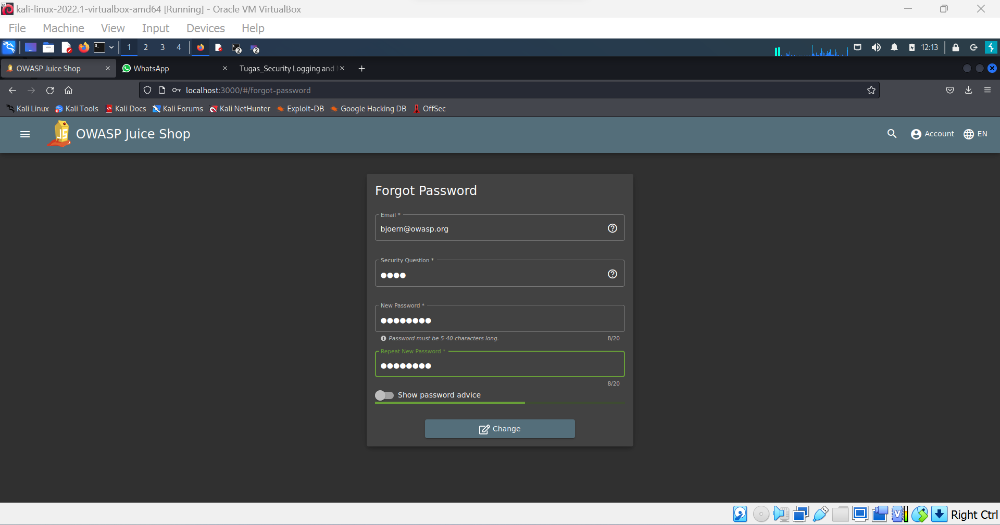 kali-linux-2022.1-virtualbox-amd64 [Running] - Oracle VM VirtualBox
File Machine View Input Devices Help
1 2 3 4 2 2 12:13
OWASP Juice Shop WhatsApp Tugas_Security Logging and
localhost:3000/#/forgot-password
Kali Linux Kali Tools Kali Docs Kali Forums Kali NetHunter Exploit-DB Google Hacking DB OffSec
OWASP Juice Shop Account EN
Forgot Password
Email *
bjoern@owasp.org
Security Question *
●●●●
New Password *
●●●●●●●●
Password must be 5-40 characters long. 8/20
Repeat New Password *
●●●●●●●●
8/20
Show password advice
Change
Right Ctrl